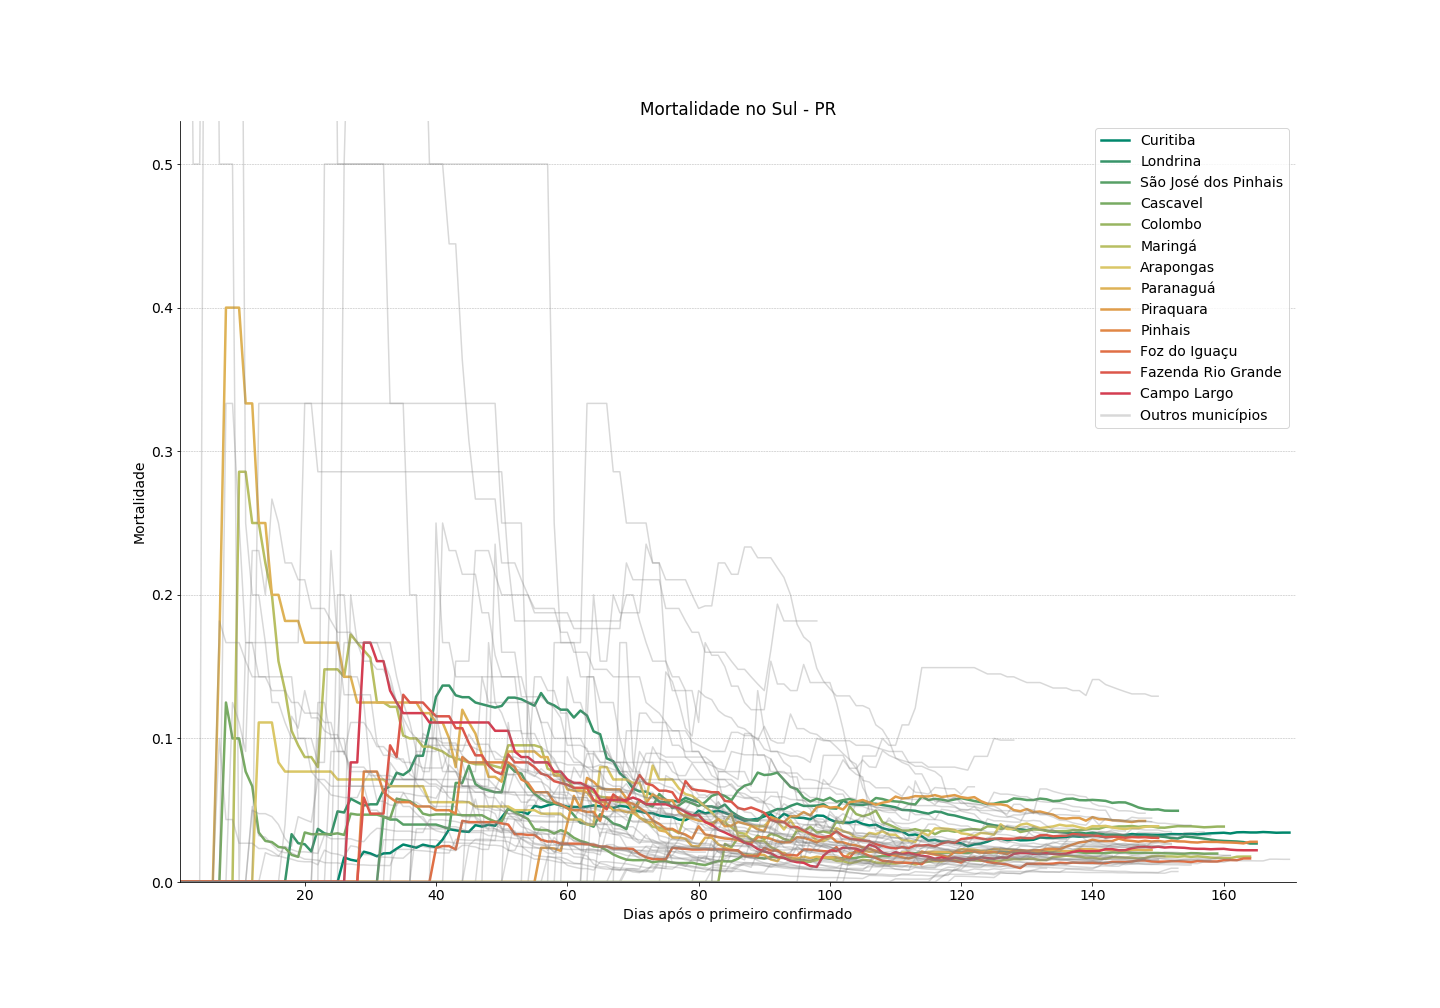 Mortalidade no Sul - PR
Curitiba
Londrina
São José dos Pinhais
Cascavel
Colombo
Maringá
Arapongas
Paranaguá
Piraquara
Pinhais
Foz do Iguaçu
Fazenda Rio Grande
Campo Largo
Outros municípios
0.5
0.4
0.3
0.2
0.1
0.0
Mortalidade
20 40 60 80 100 120 140 160
Dias após o primeiro confirmado